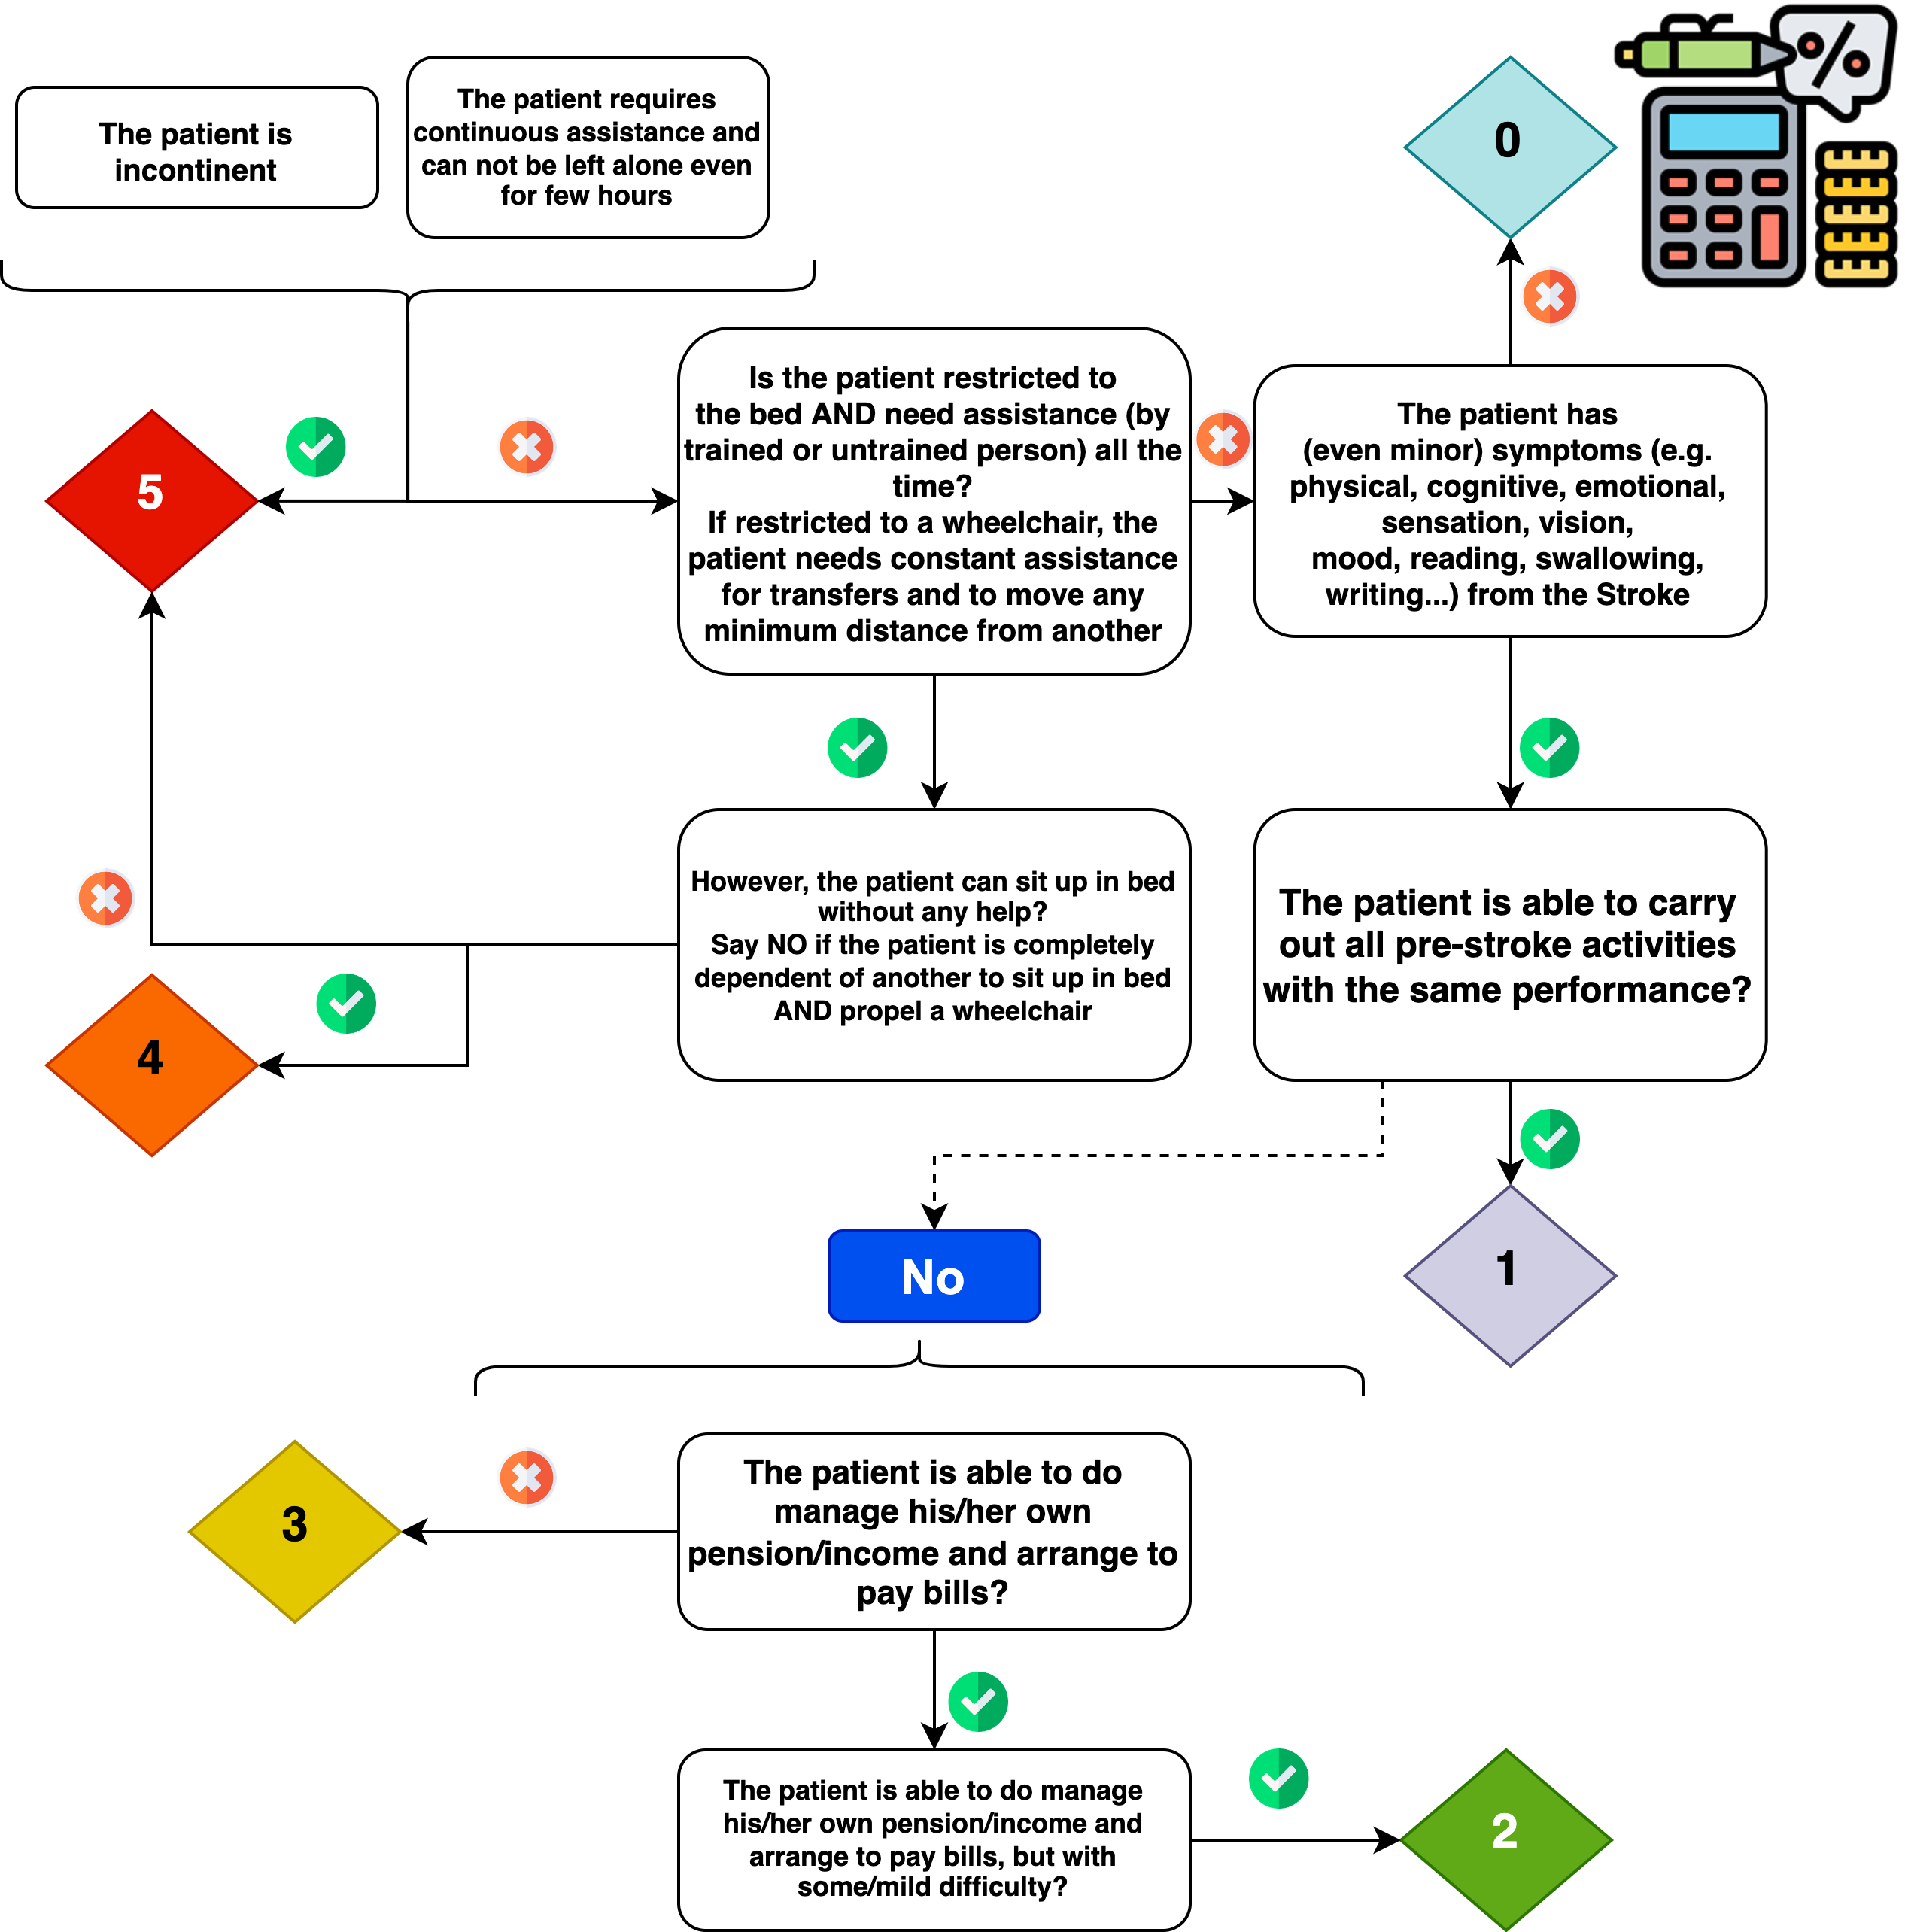 The patient is
incontinent
The patient requires
continuous assistance and
can not be left alone even
for few hours
0
%
5
Is the patient restricted to
the bed AND need assistance (by
trained or untrained person) all the
time?
If restricted to a wheelchair, the
patient needs constant assistance
for transfers and to move any
minimum distance from another
The patient has
(even minor) symptoms (e.g.
physical, cognitive, emotional,
sensation, vision,
mood, reading, swallowing,
writing...) from the Stroke
However, the patient can sit up in bed
without any help?
Say NO if the patient is completely
dependent of another to sit up in bed
AND propel a wheelchair
The patient is able to carry
out all pre-stroke activities
with the same performance?
4
No
1
The patient is able to do
manage his/her own
pension/income and arrange to
pay bills?
3
The patient is able to do manage
his/her own pension/income and
arrange to pay bills, but with
some/mild difficulty?
2